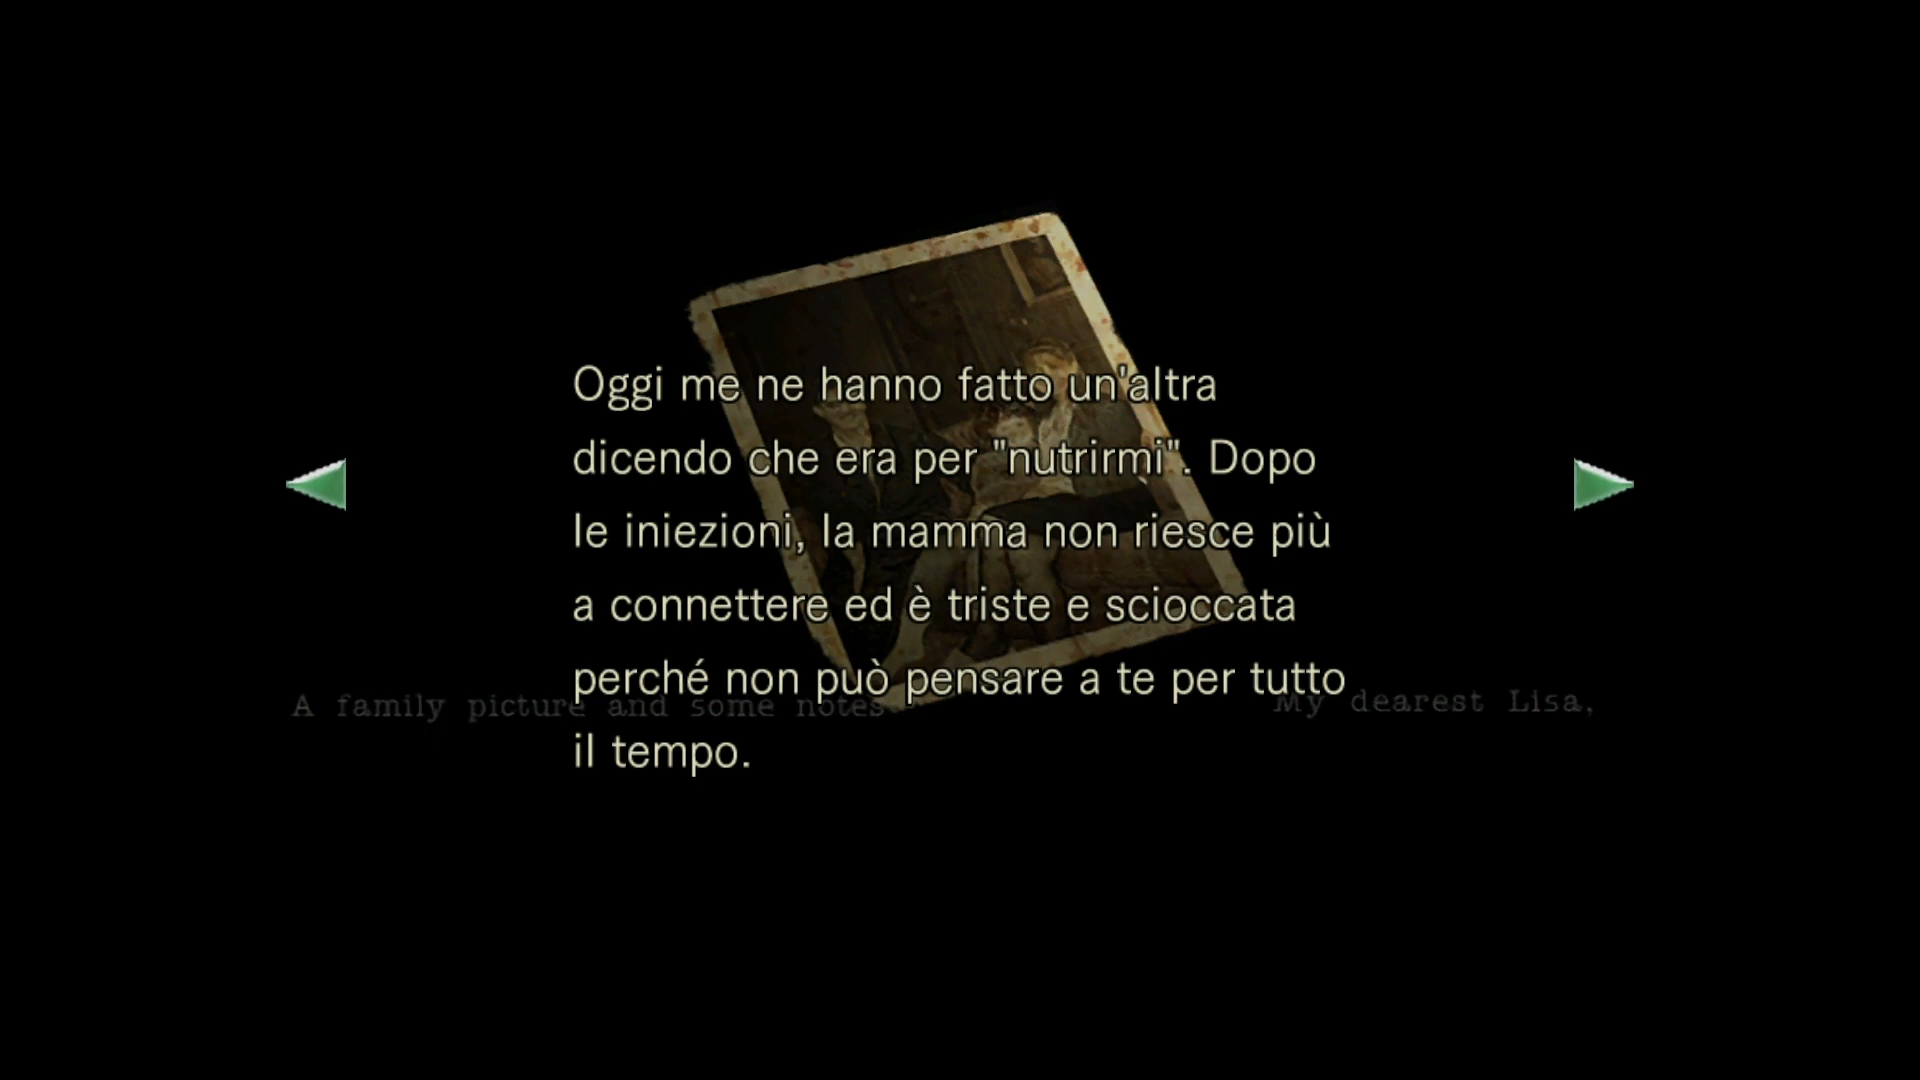 Oggi me ne hanno fatto un'altra
dicendo che era per "nutrirmi". Dopo
le iniezioni, la mamma non riesce più
a connettere ed è triste e scioccata
perché non può pensare a te per tutto
il tempo.
A family picture and some notes
My dearest Lisa,